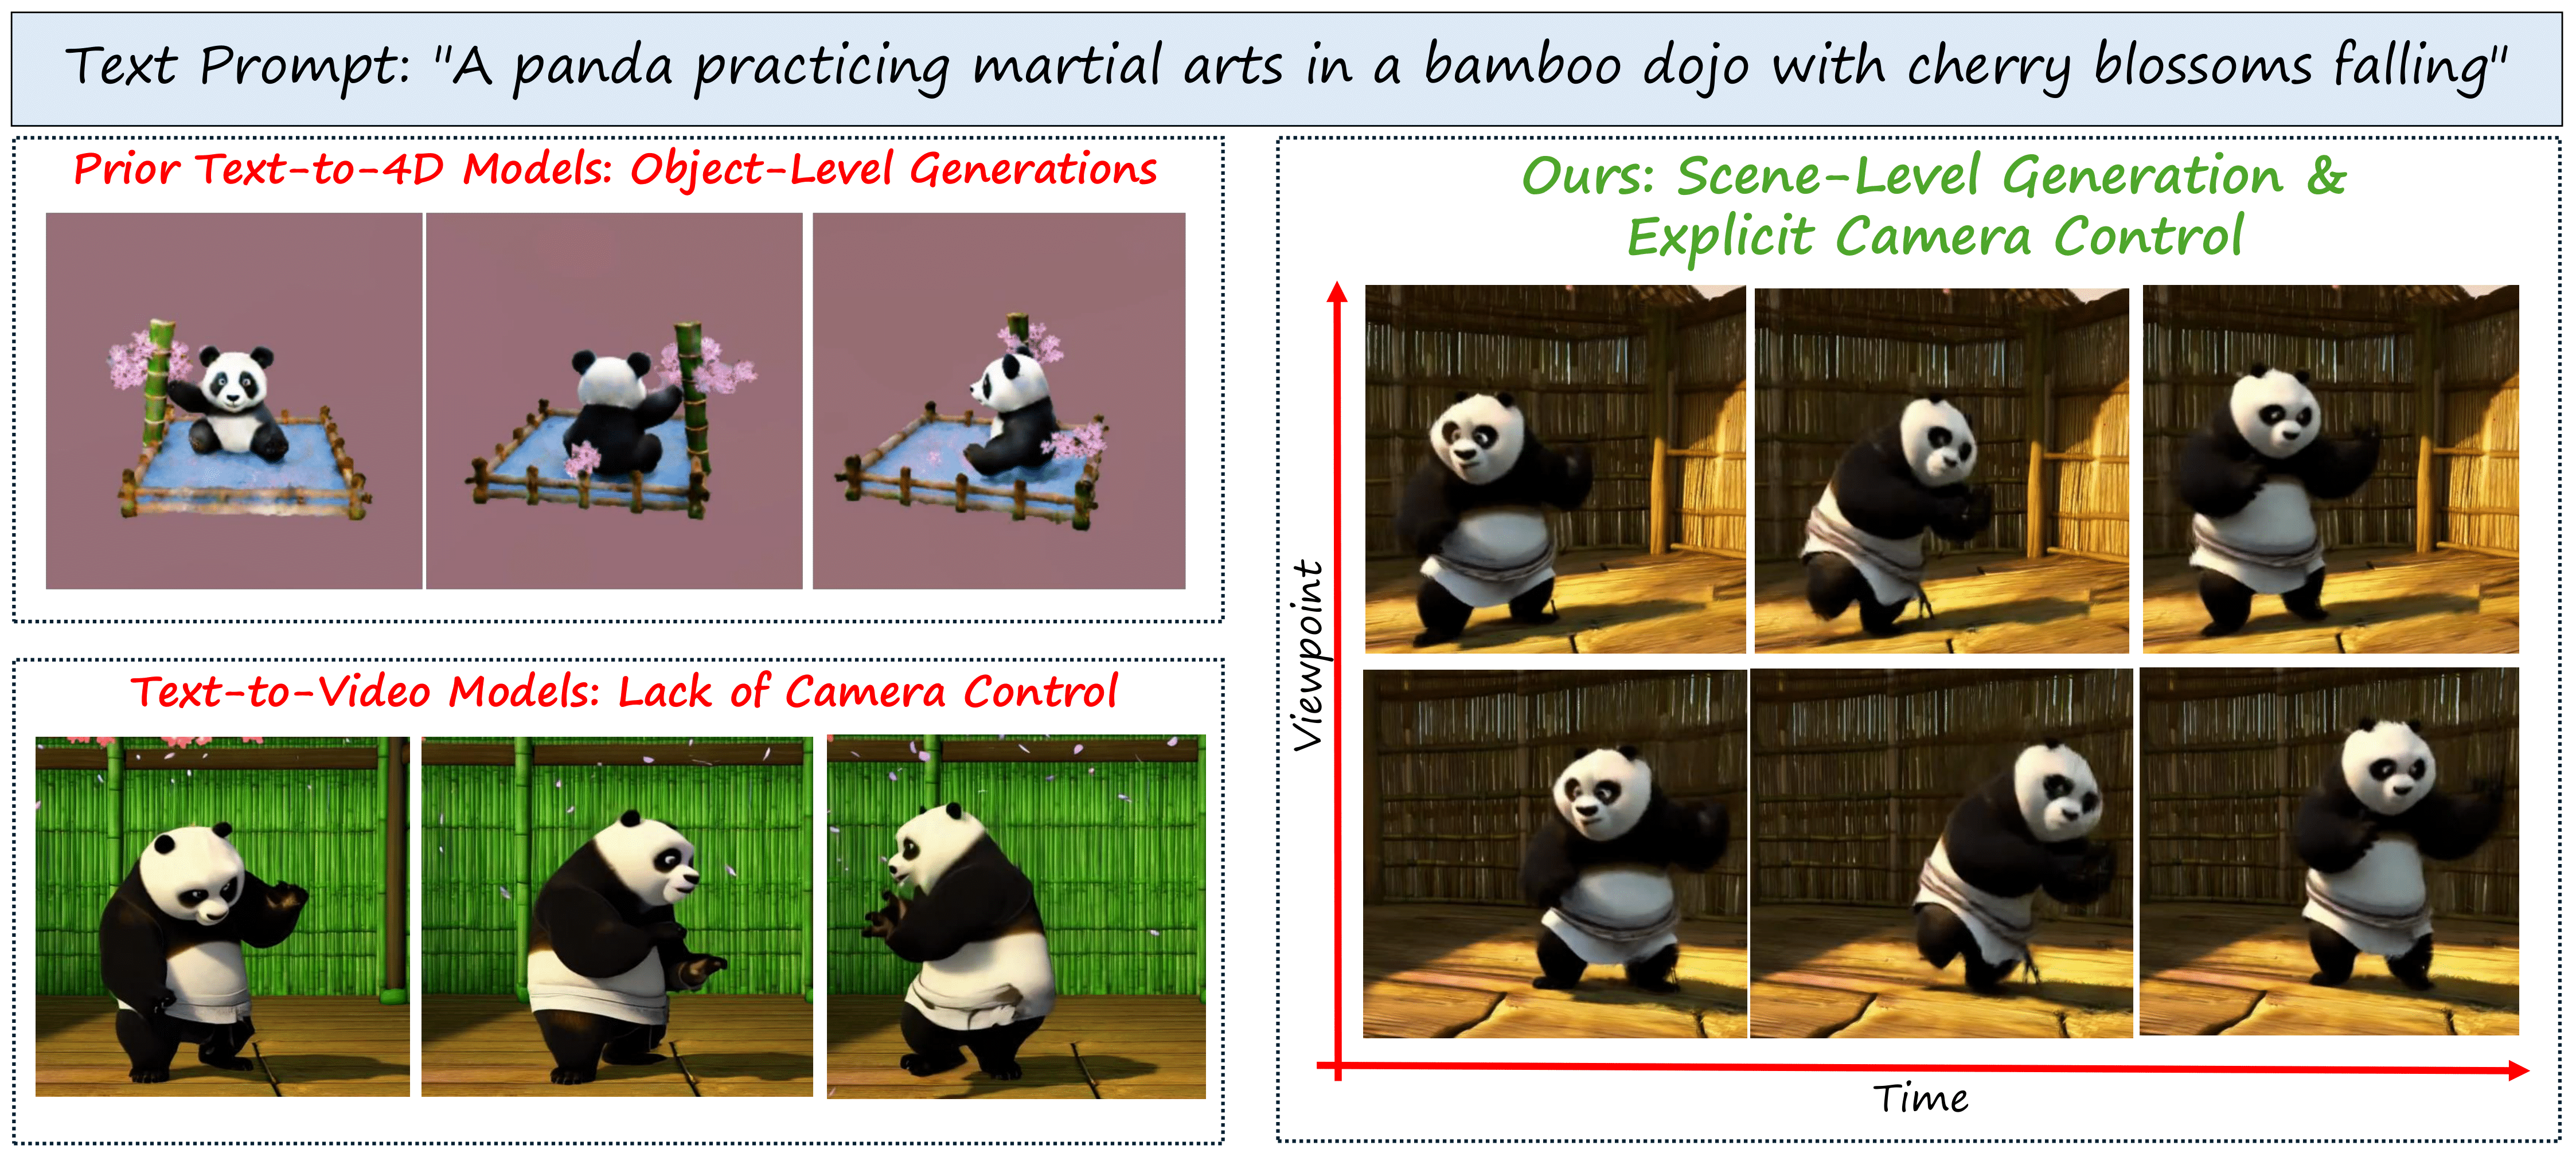 Text Prompt: "A panda practicing martial arts in a bamboo dojo with cherry blossoms falling"
Prior Text-to-4D Models: Object-Level Generations
Text-to-Video Models: Lack of Camera Control
Ours: Scene-Level Generation &
Explicit Camera Control
Viewpoint
Time